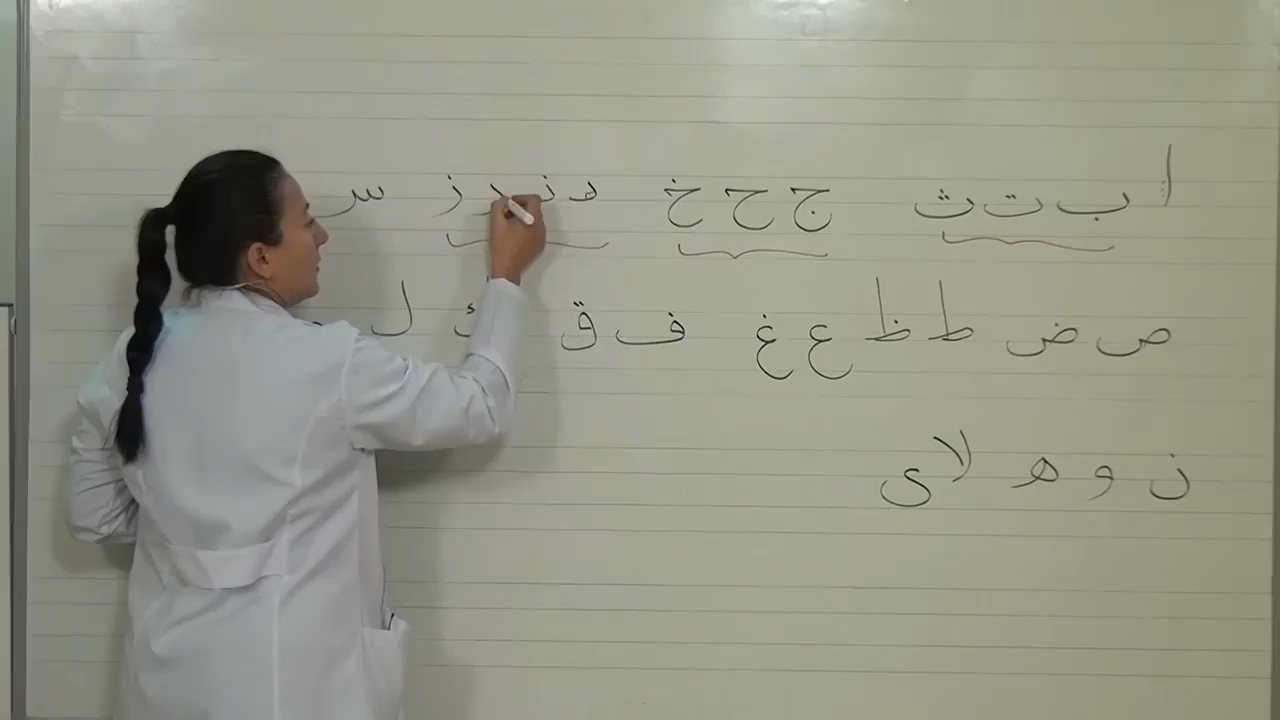 ا ب ت ث ج ح خ د ذ ر ز س
ص ض ط ظ ع غ ف ق ك ل
ن و ه لا ى